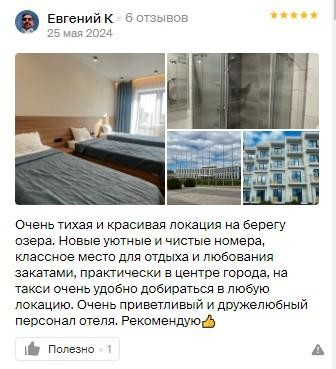 Евгений К • 6 отзывов
25 мая 2024
Очень тихая и красивая локация на берегу
озера. Новые уютные и чистые номера,
классное место для отдыха и любования
закатами, практически в центре города, на
такси очень удобно добираться в любую
локацию. Очень приветливый и дружелюбный
персонал отеля. Рекомендую👍
Полезно • 1